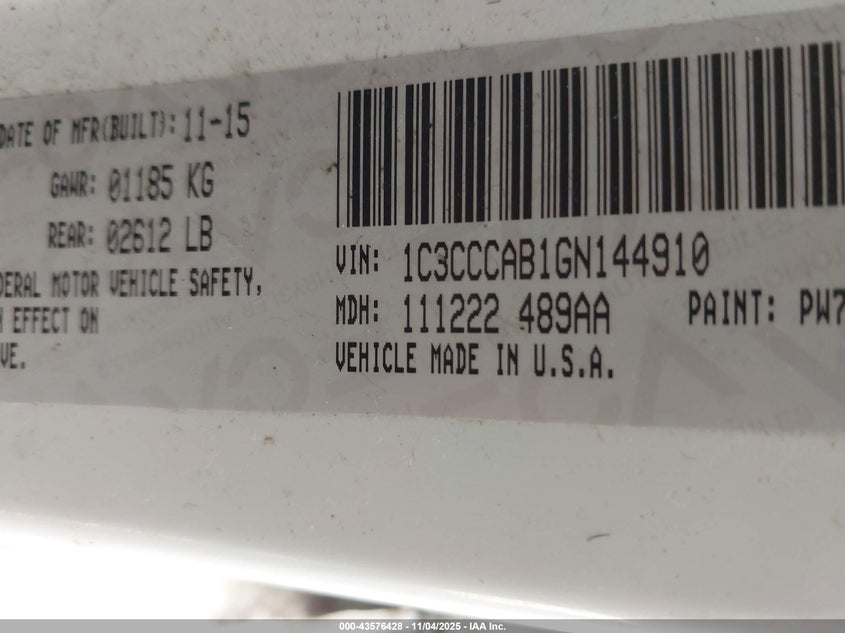 DATE OF MFR(BUILT): 11-15
GAWR: 01185 KG
REAR: 02612 LB
DERAL MOTOR VEHICLE SAFETY,
N EFFECT ON
VE.
VIN: 1C3CCCAB1GN144910
MDH: 111222 489AA PAINT: PW7
VEHICLE MADE IN U.S.A.
000-43576428 - 11/04/2025 - IAA Inc.